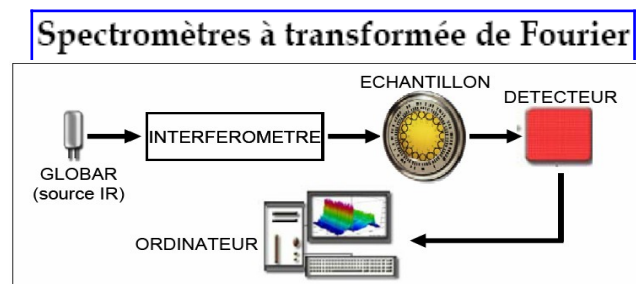 Spectromètres à transformée de Fourier
ECHANTILLON
DETECTEUR
INTERFEROMETRE
GLOBAR
(source IR)
ORDINATEUR